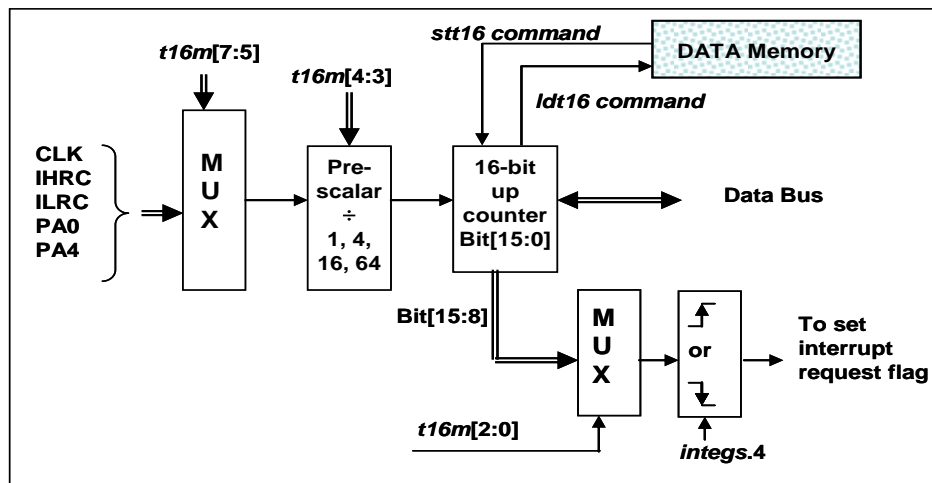 stt16 command
DATA Memory
t16m[7:5]
t16m[4:3]
ldt16 command
CLK
IHRC
ILRC
PA0
PA4
M
U
X
Pre-
scalar
÷
1, 4,
16, 64
16-bit
up
counter
Bit[15:0]
Data Bus
Bit[15:8]
M
U
X
or
To set
interrupt
request flag
t16m[2:0]
integs.4